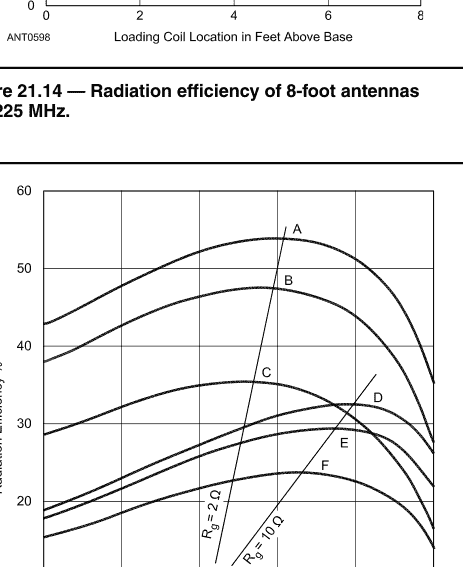 0
0 2 4 6 8
ANT0598 Loading Coil Location in Feet Above Base
re 21.14 — Radiation efficiency of 8-foot antennas
225 MHz.
60
A
50
B
40
C
D
30
E
F
20
Rg = 2 Ω
Rg = 10 Ω